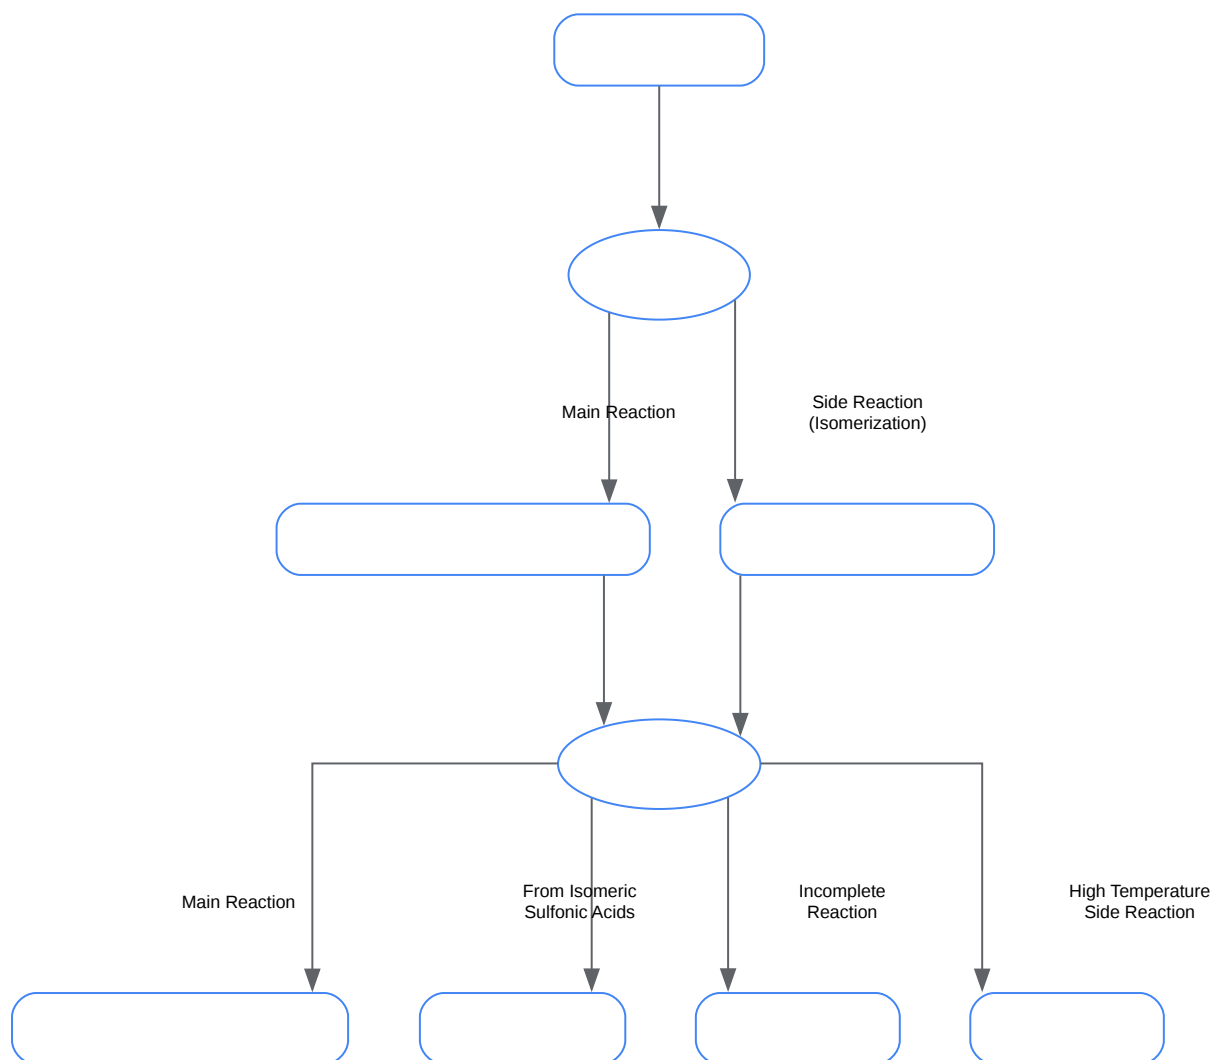 Main Reaction
Side Reaction
(Isomerization)
Main Reaction
From Isomeric
Sulfonic Acids
Incomplete
Reaction
High Temperature
Side Reaction